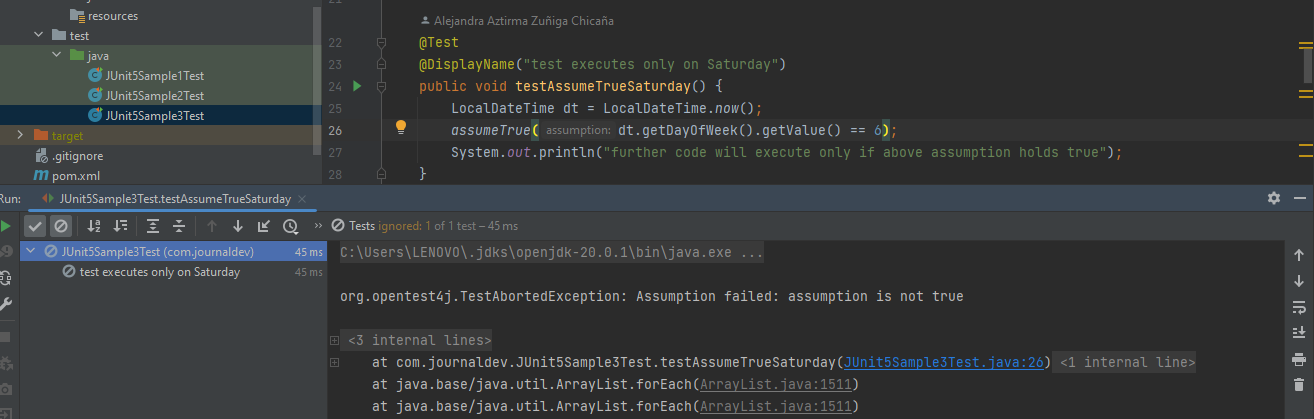 resources
test
java
JUnit5Sample1Test
JUnit5Sample2Test
JUnit5Sample3Test
target
.gitignore
pom.xml
Alejandra Aztirma Zuñiga Chicaña
22 @Test
23 @DisplayName("test executes only on Saturday")
24 public void testAssumeTrueSaturday() {
25 LocalDateTime dt = LocalDateTime.now();
26 assumeTrue( assumption: dt.getDayOfWeek().getValue() == 6);
27 System.out.println("further code will execute only if above assumption holds true");
28 }
Run: JUnit5Sample3Test.testAssumeTrueSaturday
Tests ignored: 1 of 1 test – 45 ms
JUnit5Sample3Test (com.journaldev) 45 ms
test executes only on Saturday 45 ms
C:\Users\LENOVO\.jdks\openjdk-20.0.1\bin\java.exe ...
org.opentest4j.TestAbortedException: Assumption failed: assumption is not true
<3 internal lines>
at com.journaldev.JUnit5Sample3Test.testAssumeTrueSaturday(JUnit5Sample3Test.java:26) <1 internal line>
at java.base/java.util.ArrayList.forEach(ArrayList.java:1511)
at java.base/java.util.ArrayList.forEach(ArrayList.java:1511)